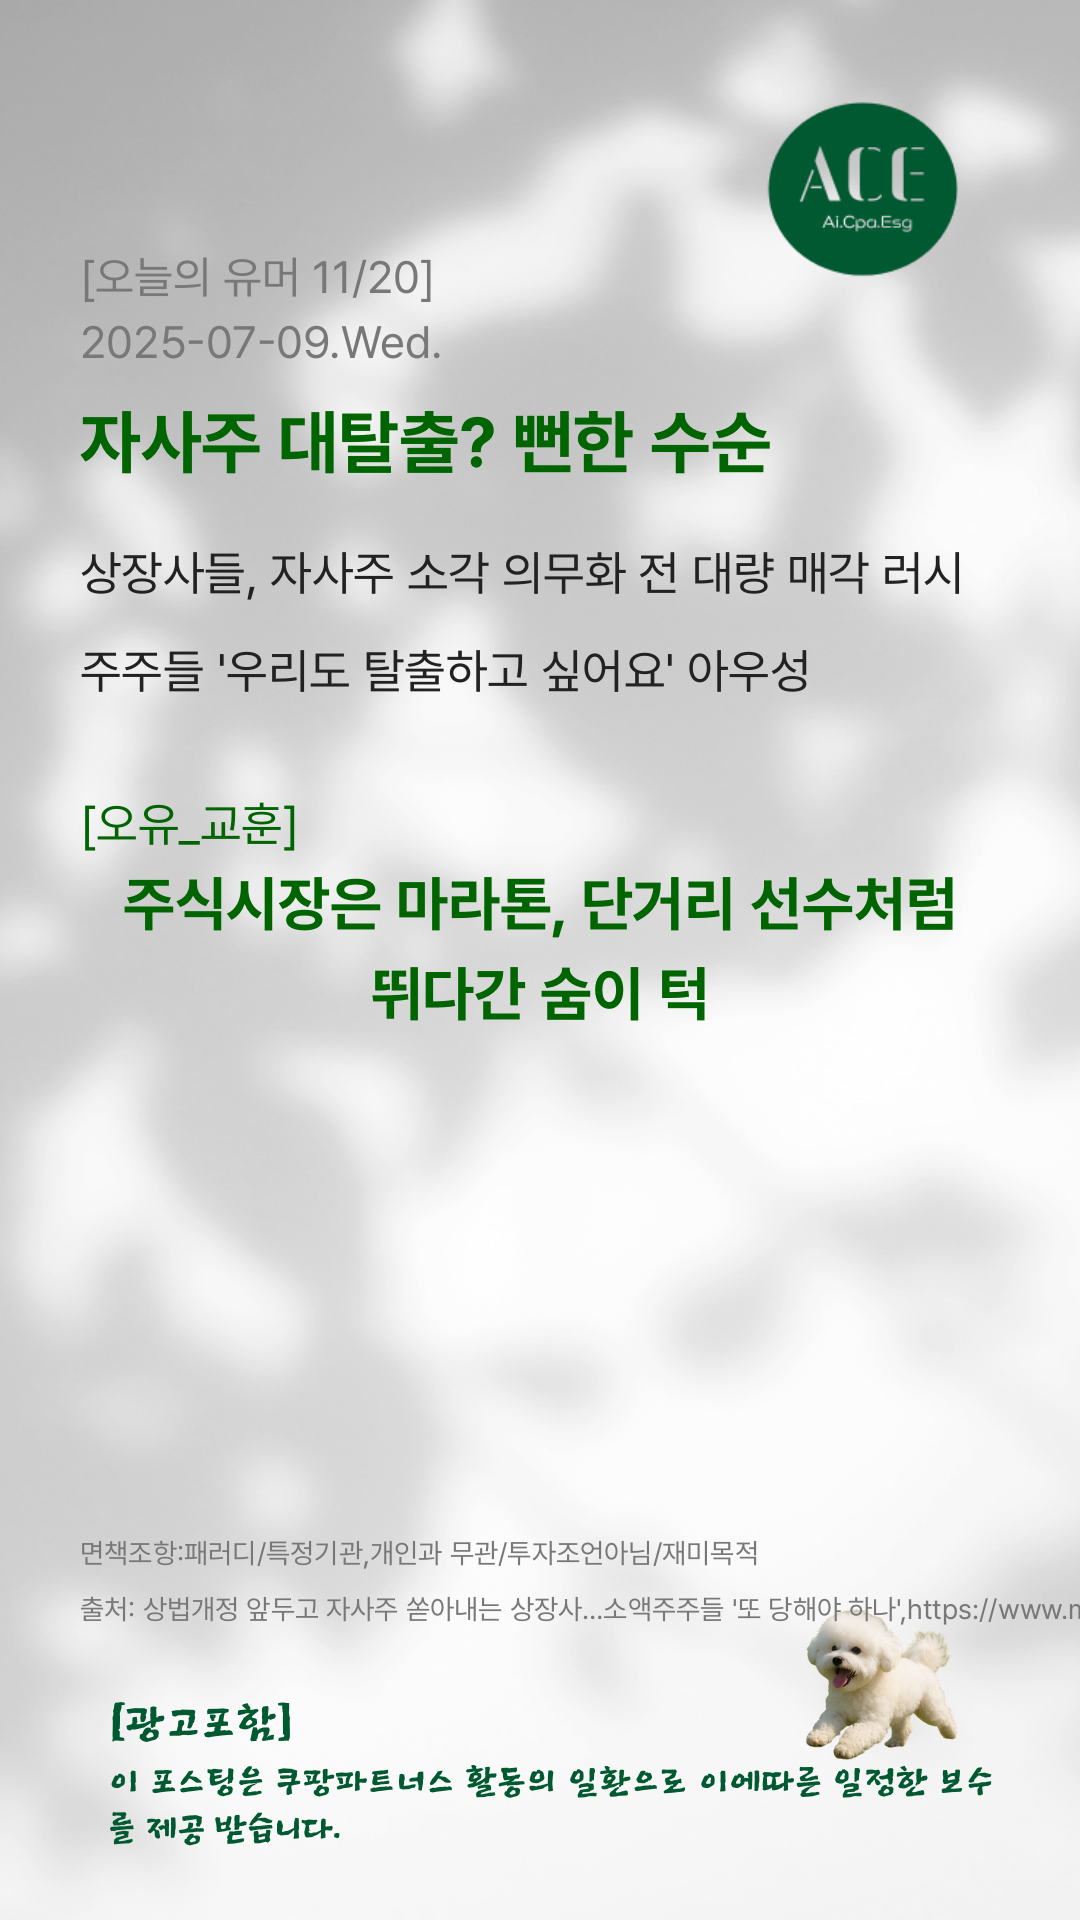 ACE
Ai.Cpa.Esg
[오늘의 유머 11/20]
2025-07-09.Wed.
자사주 대탈출? 뻔한 수순
상장사들, 자사주 소각 의무화 전 대량 매각 러시
주주들 '우리도 탈출하고 싶어요' 아우성
[오유_교훈]
주식시장은 마라톤, 단거리 선수처럼
뛰다간 숨이 턱
면책조항:패러디/특정기관,개인과 무관/투자조언아님/재미목적
출처: 상법개정 앞두고 자사주 쏟아내는 상장사...소액주주들 '또 당해야 하나',https://www.m
[광고포함]
이 포스팅은 쿠팡파트너스 활동의 일환으로 이에따른 일정한 보수
를 제공 받습니다.